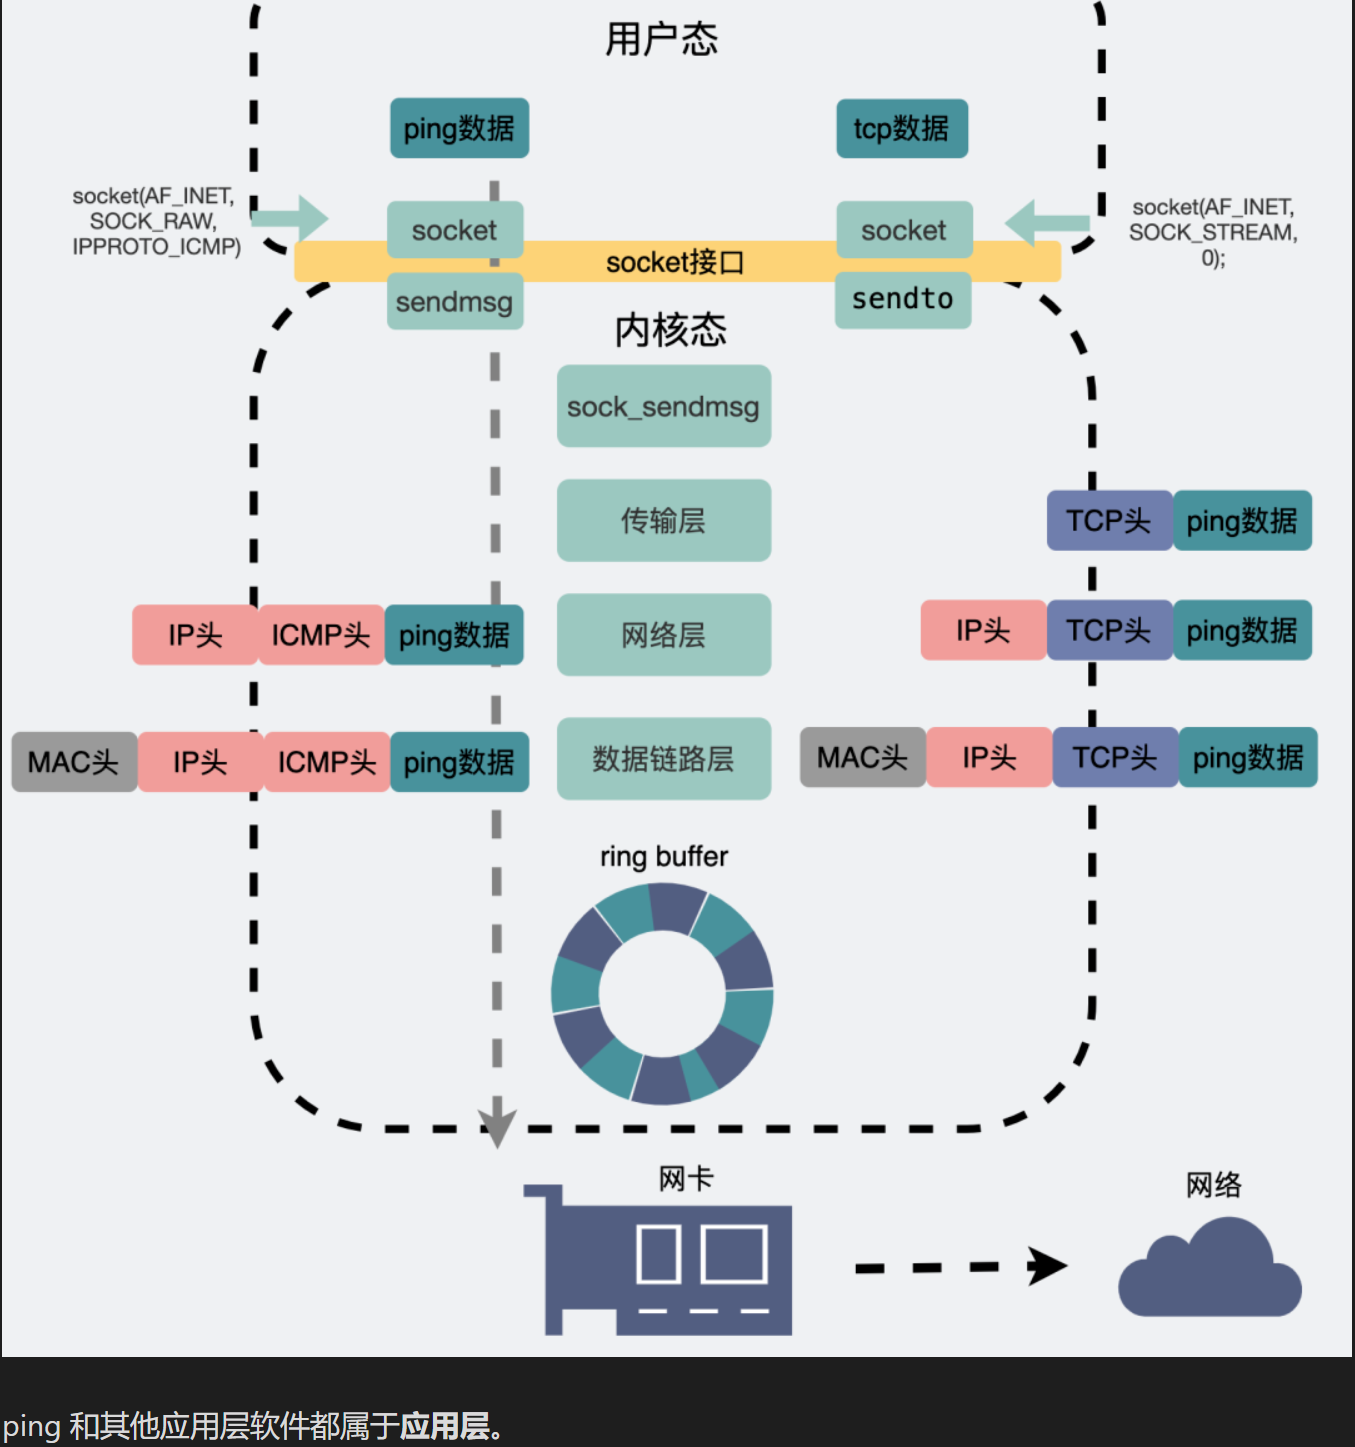 用户态
ping数据
tcp数据
socket(AF_INET,
SOCK_RAW,
IPPROTO_ICMP)
socket
socket
socket(AF_INET,
SOCK_STREAM,
0);
socket接口
sendmsg
sendto
内核态
sock_sendmsg
传输层
TCP头 ping数据
IP头 ICMP头 ping数据
网络层
IP头 TCP头 ping数据
MAC头 IP头 ICMP头 ping数据
数据链路层
MAC头 IP头 TCP头 ping数据
ring buffer
网卡
网络
ping 和其他应用层软件都属于应用层。